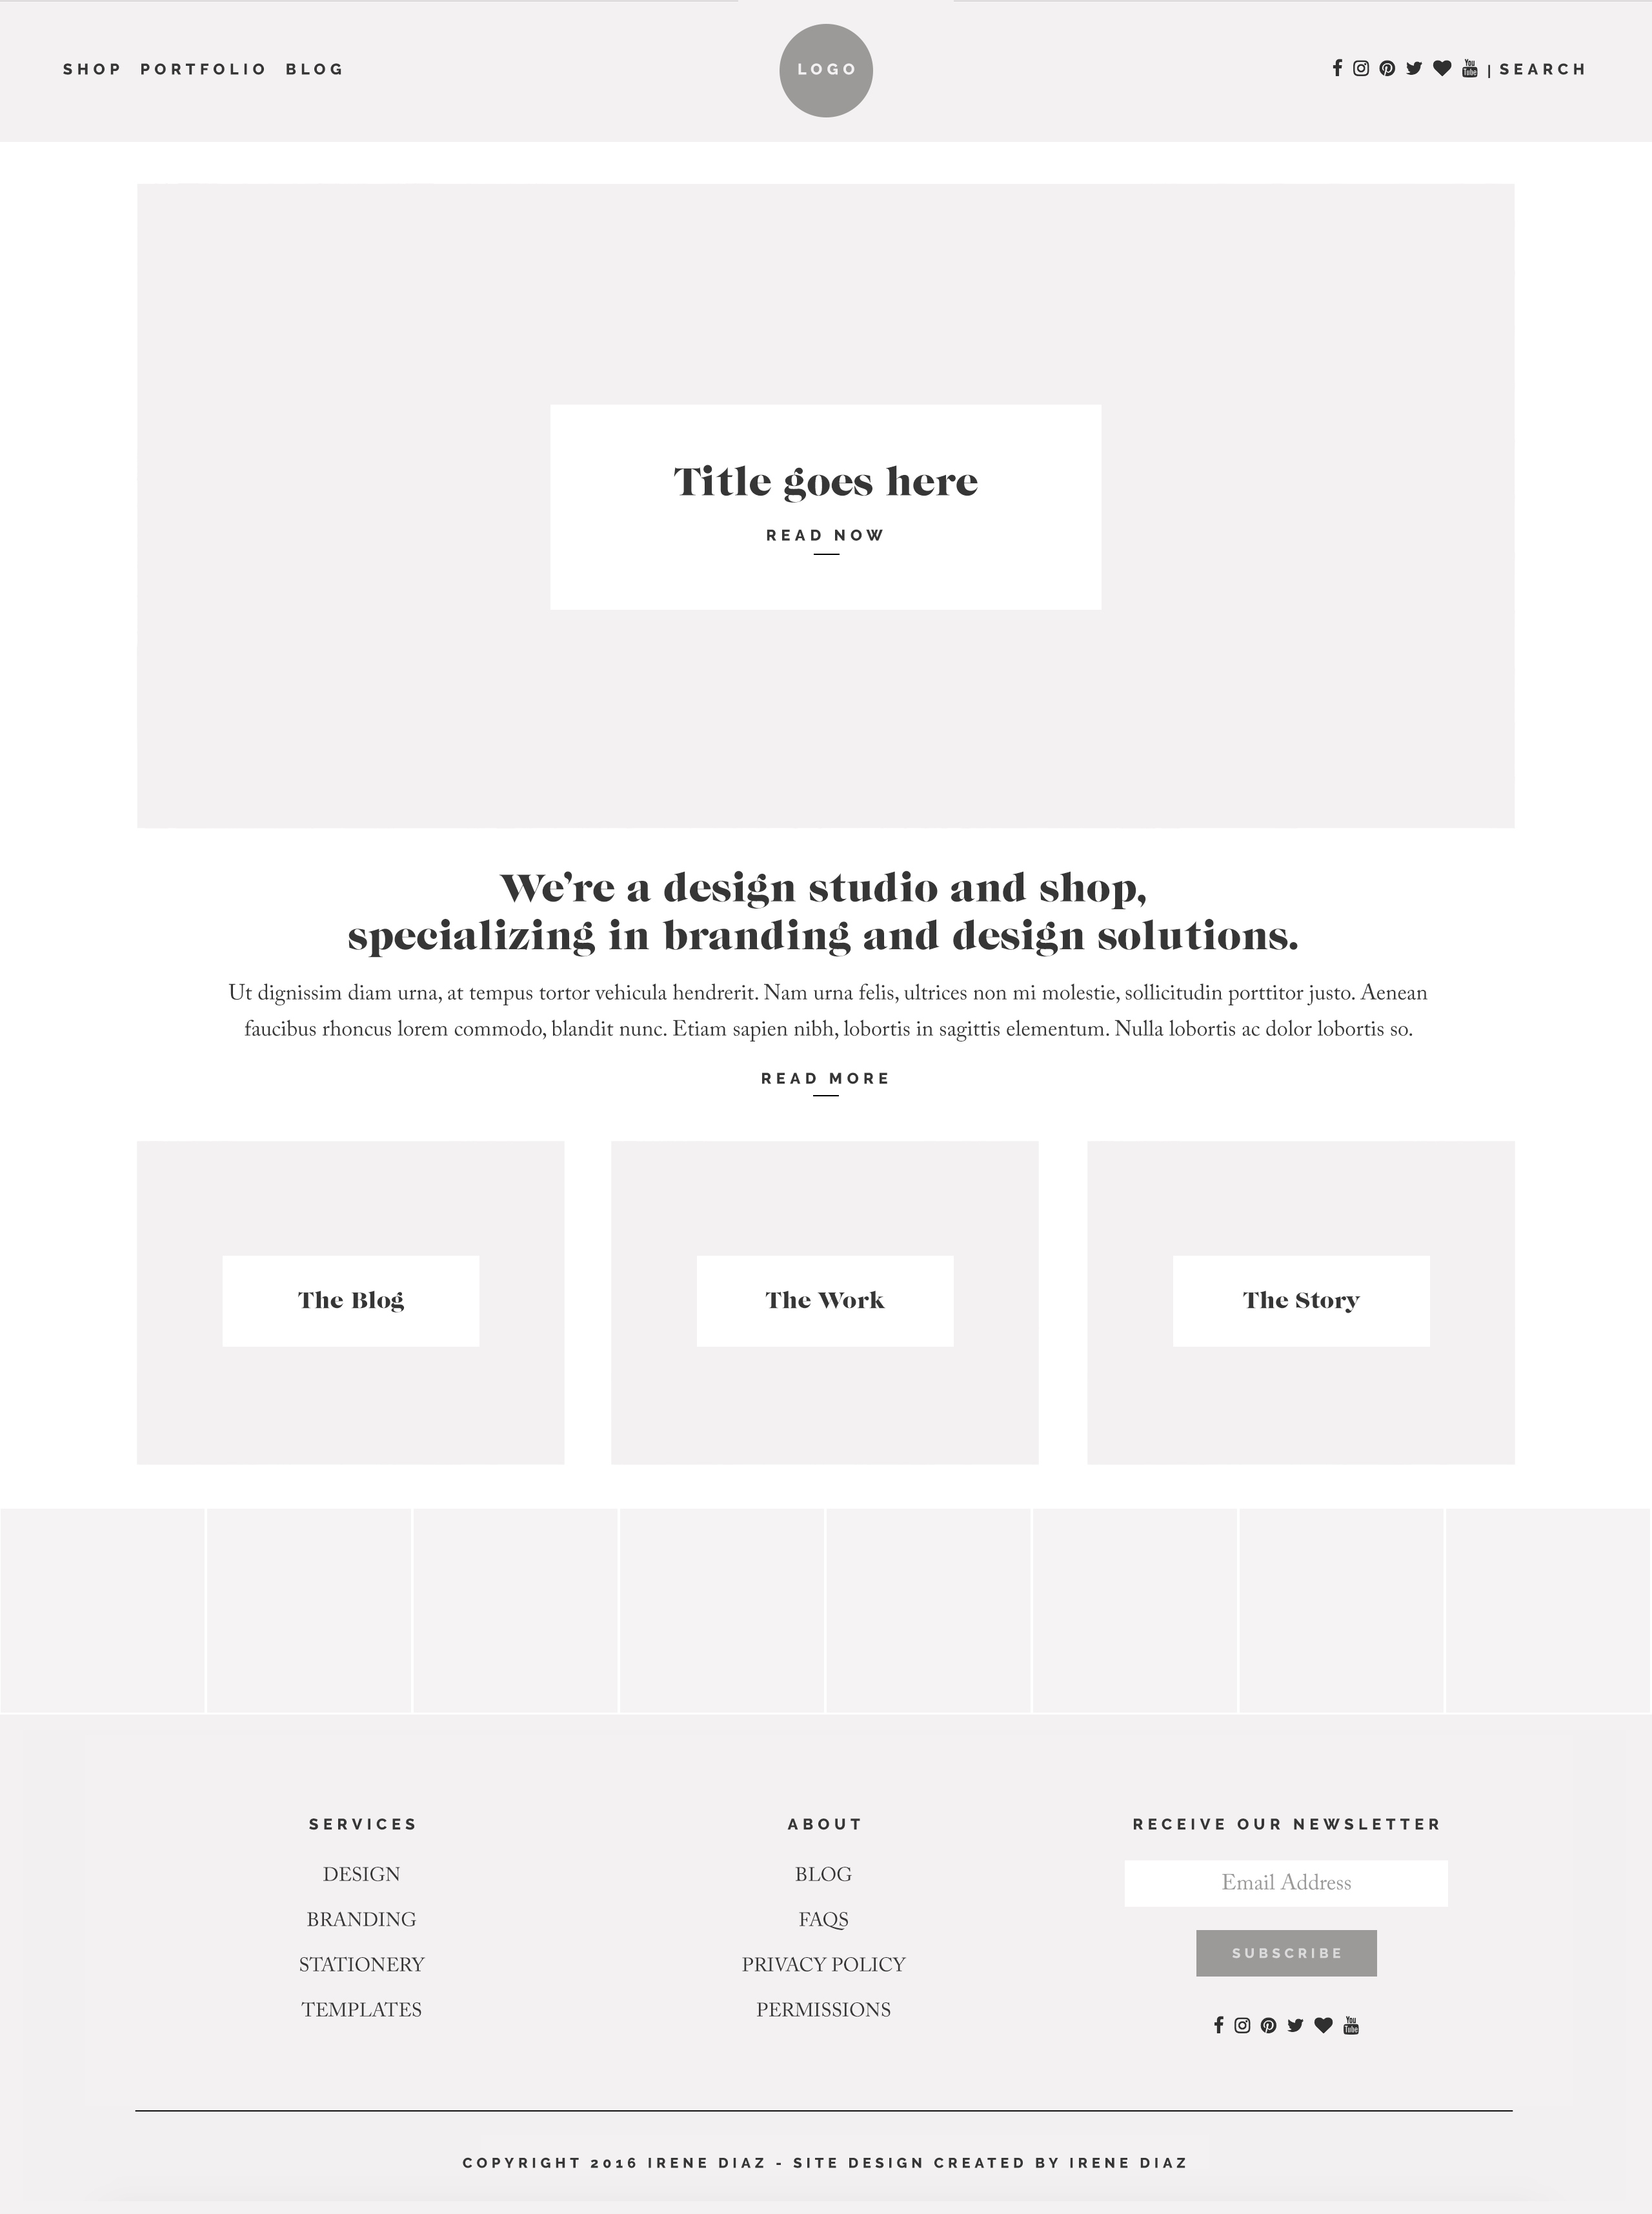 SHOP PORTFOLIO BLOG
LOGO
You Tube | SEARCH
Title goes here
READ NOW
We're a design studio and shop,
specializing in branding and design solutions.
Ut dignissim diam urna, at tempus tortor vehicula hendrerit. Nam urna felis, ultrices non mi molestie, sollicitudin porttitor justo. Aenean
faucibus rhoncus lorem commodo, blandit nunc. Etiam sapien nibh, lobortis in sagittis elementum. Nulla lobortis ac dolor lobortis so.
READ MORE
The Blog
The Work
The Story
SERVICES
DESIGN
BRANDING
STATIONERY
TEMPLATES
ABOUT
BLOG
FAQS
PRIVACY POLICY
PERMISSIONS
RECEIVE OUR NEWSLETTER
Email Address
SUBSCRIBE
You Tube
COPYRIGHT 2016 IRENE DIAZ - SITE DESIGN CREATED BY IRENE DIAZ